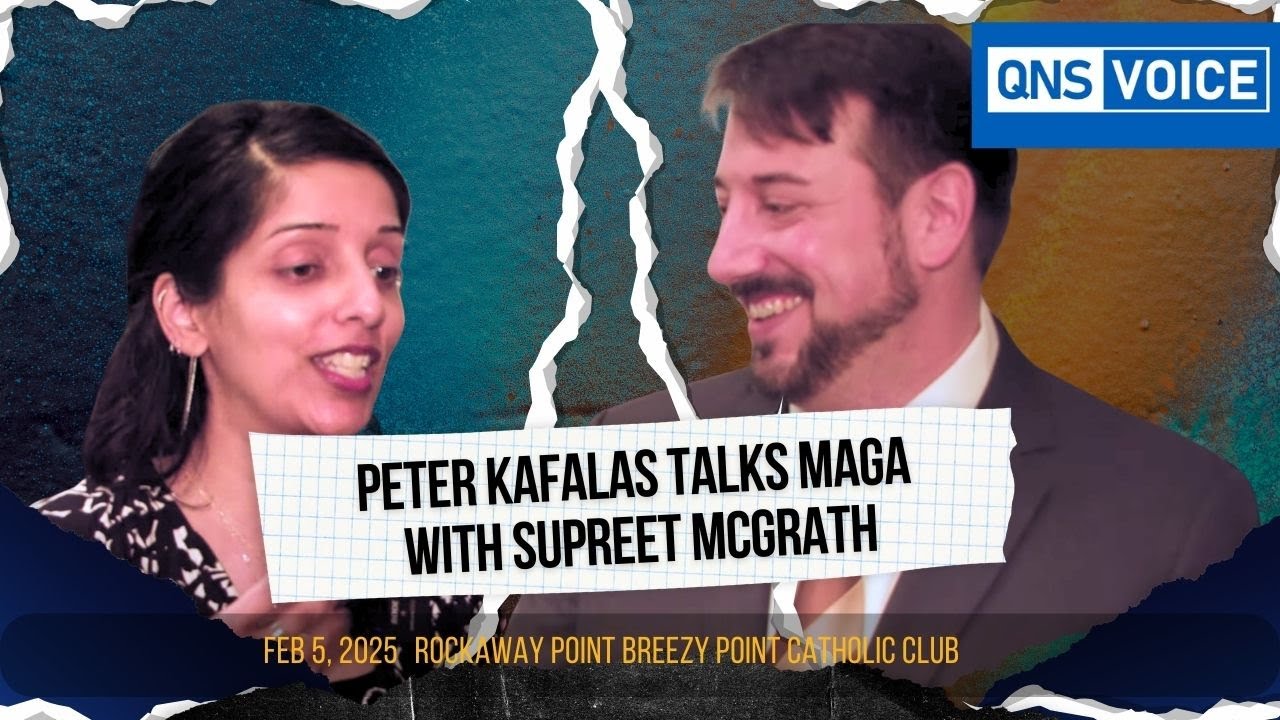 QNS VOICE
PETER KAFALAS TALKS MAGA
WITH SUPREET MCGRATH
FEB 5, 2025 ROCKAWAY POINT BREEZY POINT CATHOLIC CLUB